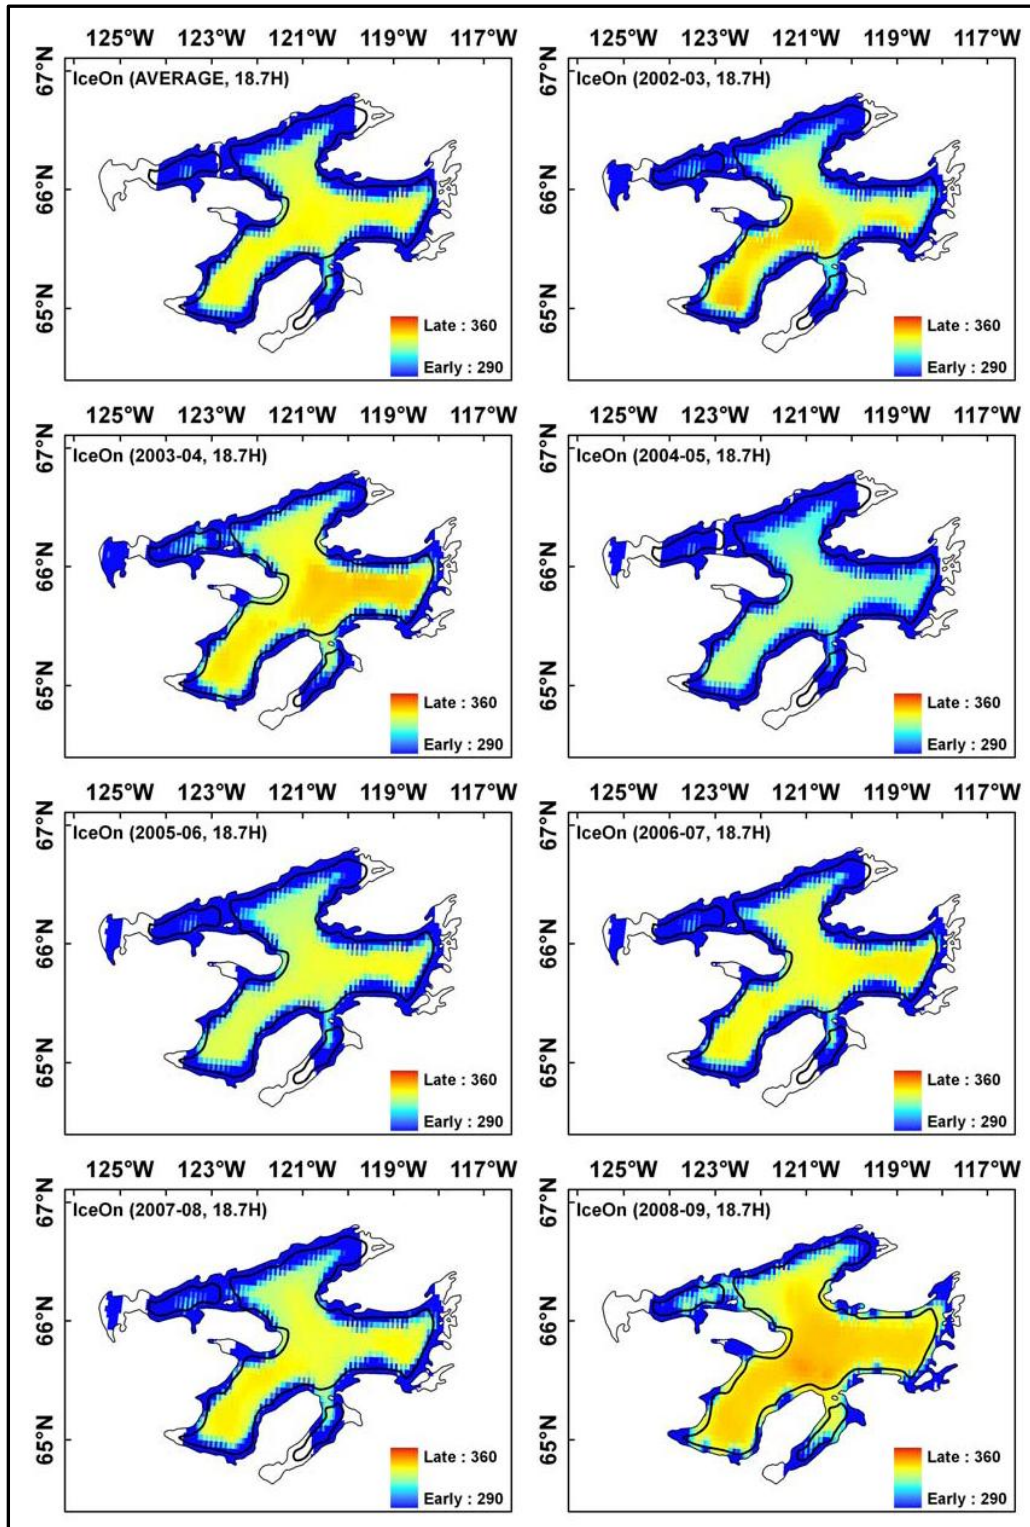 125°W 123°W 121°W 119°W 117°W 125°W 123°W 121°W 119°W 117°W
67°N IceOn (AVERAGE, 18.7H) 67°N IceOn (2002-03, 18.7H)
66°N 66°N
65°N Late : 360 65°N Late : 360
Early : 290 Early : 290
125°W 123°W 121°W 119°W 117°W 125°W 123°W 121°W 119°W 117°W
67°N IceOn (2003-04, 18.7H) 67°N IceOn (2004-05, 18.7H)
66°N 66°N
65°N Late : 360 65°N Late : 360
Early : 290 Early : 290
125°W 123°W 121°W 119°W 117°W 125°W 123°W 121°W 119°W 117°W
67°N IceOn (2005-06, 18.7H) 67°N IceOn (2006-07, 18.7H)
66°N 66°N
65°N Late : 360 65°N Late : 360
Early : 290 Early : 290
125°W 123°W 121°W 119°W 117°W 125°W 123°W 121°W 119°W 117°W
67°N IceOn (2007-08, 18.7H) 67°N IceOn (2008-09, 18.7H)
66°N 66°N
65°N Late : 360 65°N Late : 360
Early : 290 Early : 290